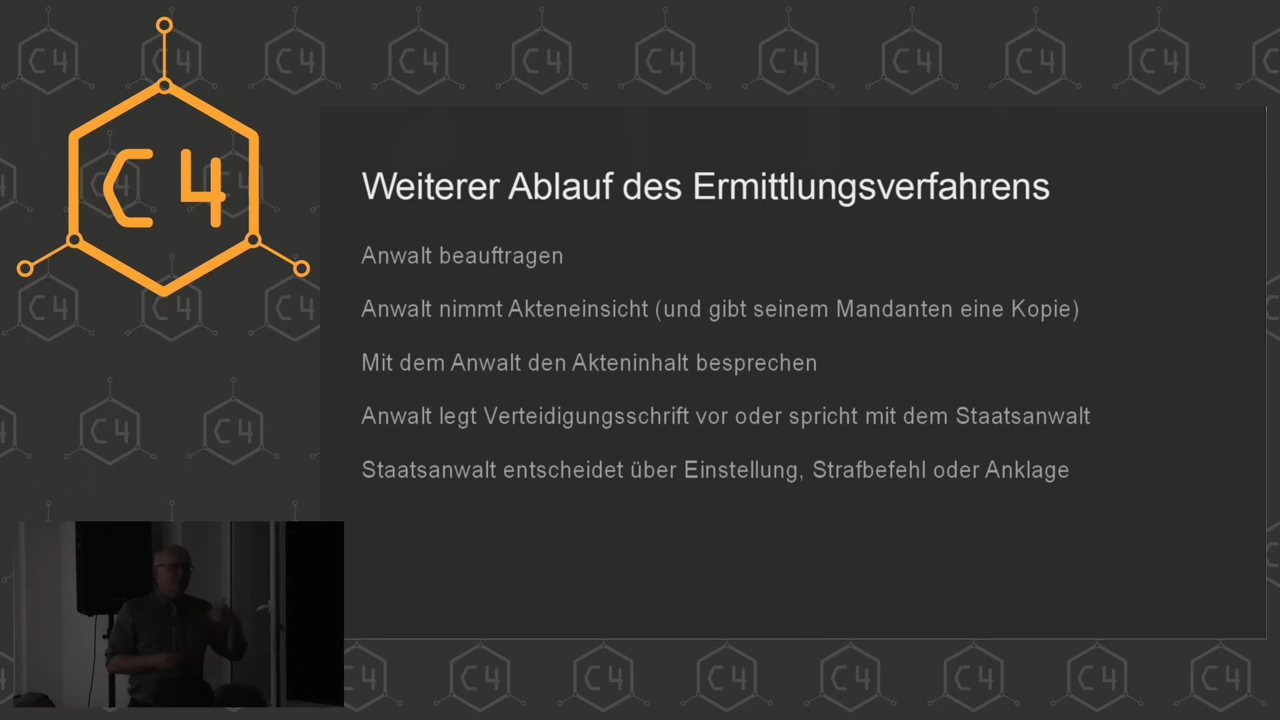 C4
Weiterer Ablauf des Ermittlungsverfahrens
Anwalt beauftragen
Anwalt nimmt Akteneinsicht (und gibt seinem Mandanten eine Kopie)
Mit dem Anwalt den Akteninhalt besprechen
Anwalt legt Verteidigungsschrift vor oder spricht mit dem Staatsanwalt
Staatsanwalt entscheidet über Einstellung, Strafbefehl oder Anklage